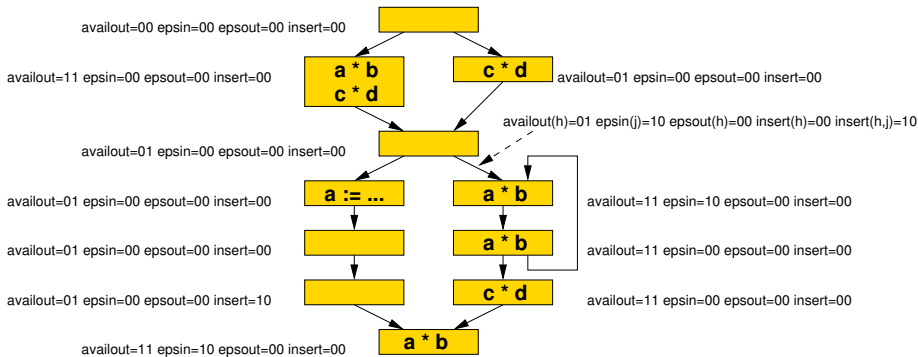 availout=00 epsin=00 epsout=00 insert=00
availout=11 epsin=00 epsout=00 insert=00
a * b
c * d
c * d
availout=01 epsin=00 epsout=00 insert=00
availout(h)=01 epsin(j)=10 epsout(h)=00 insert(h)=00 insert(h,j)=10
availout=01 epsin=00 epsout=00 insert=00
availout=01 epsin=00 epsout=00 insert=00
a := ...
a * b
availout=11 epsin=10 epsout=00 insert=00
availout=01 epsin=00 epsout=00 insert=00
a * b
availout=11 epsin=00 epsout=00 insert=00
availout=01 epsin=00 epsout=00 insert=10
c * d
availout=11 epsin=00 epsout=00 insert=00
availout=11 epsin=10 epsout=00 insert=00
a * b